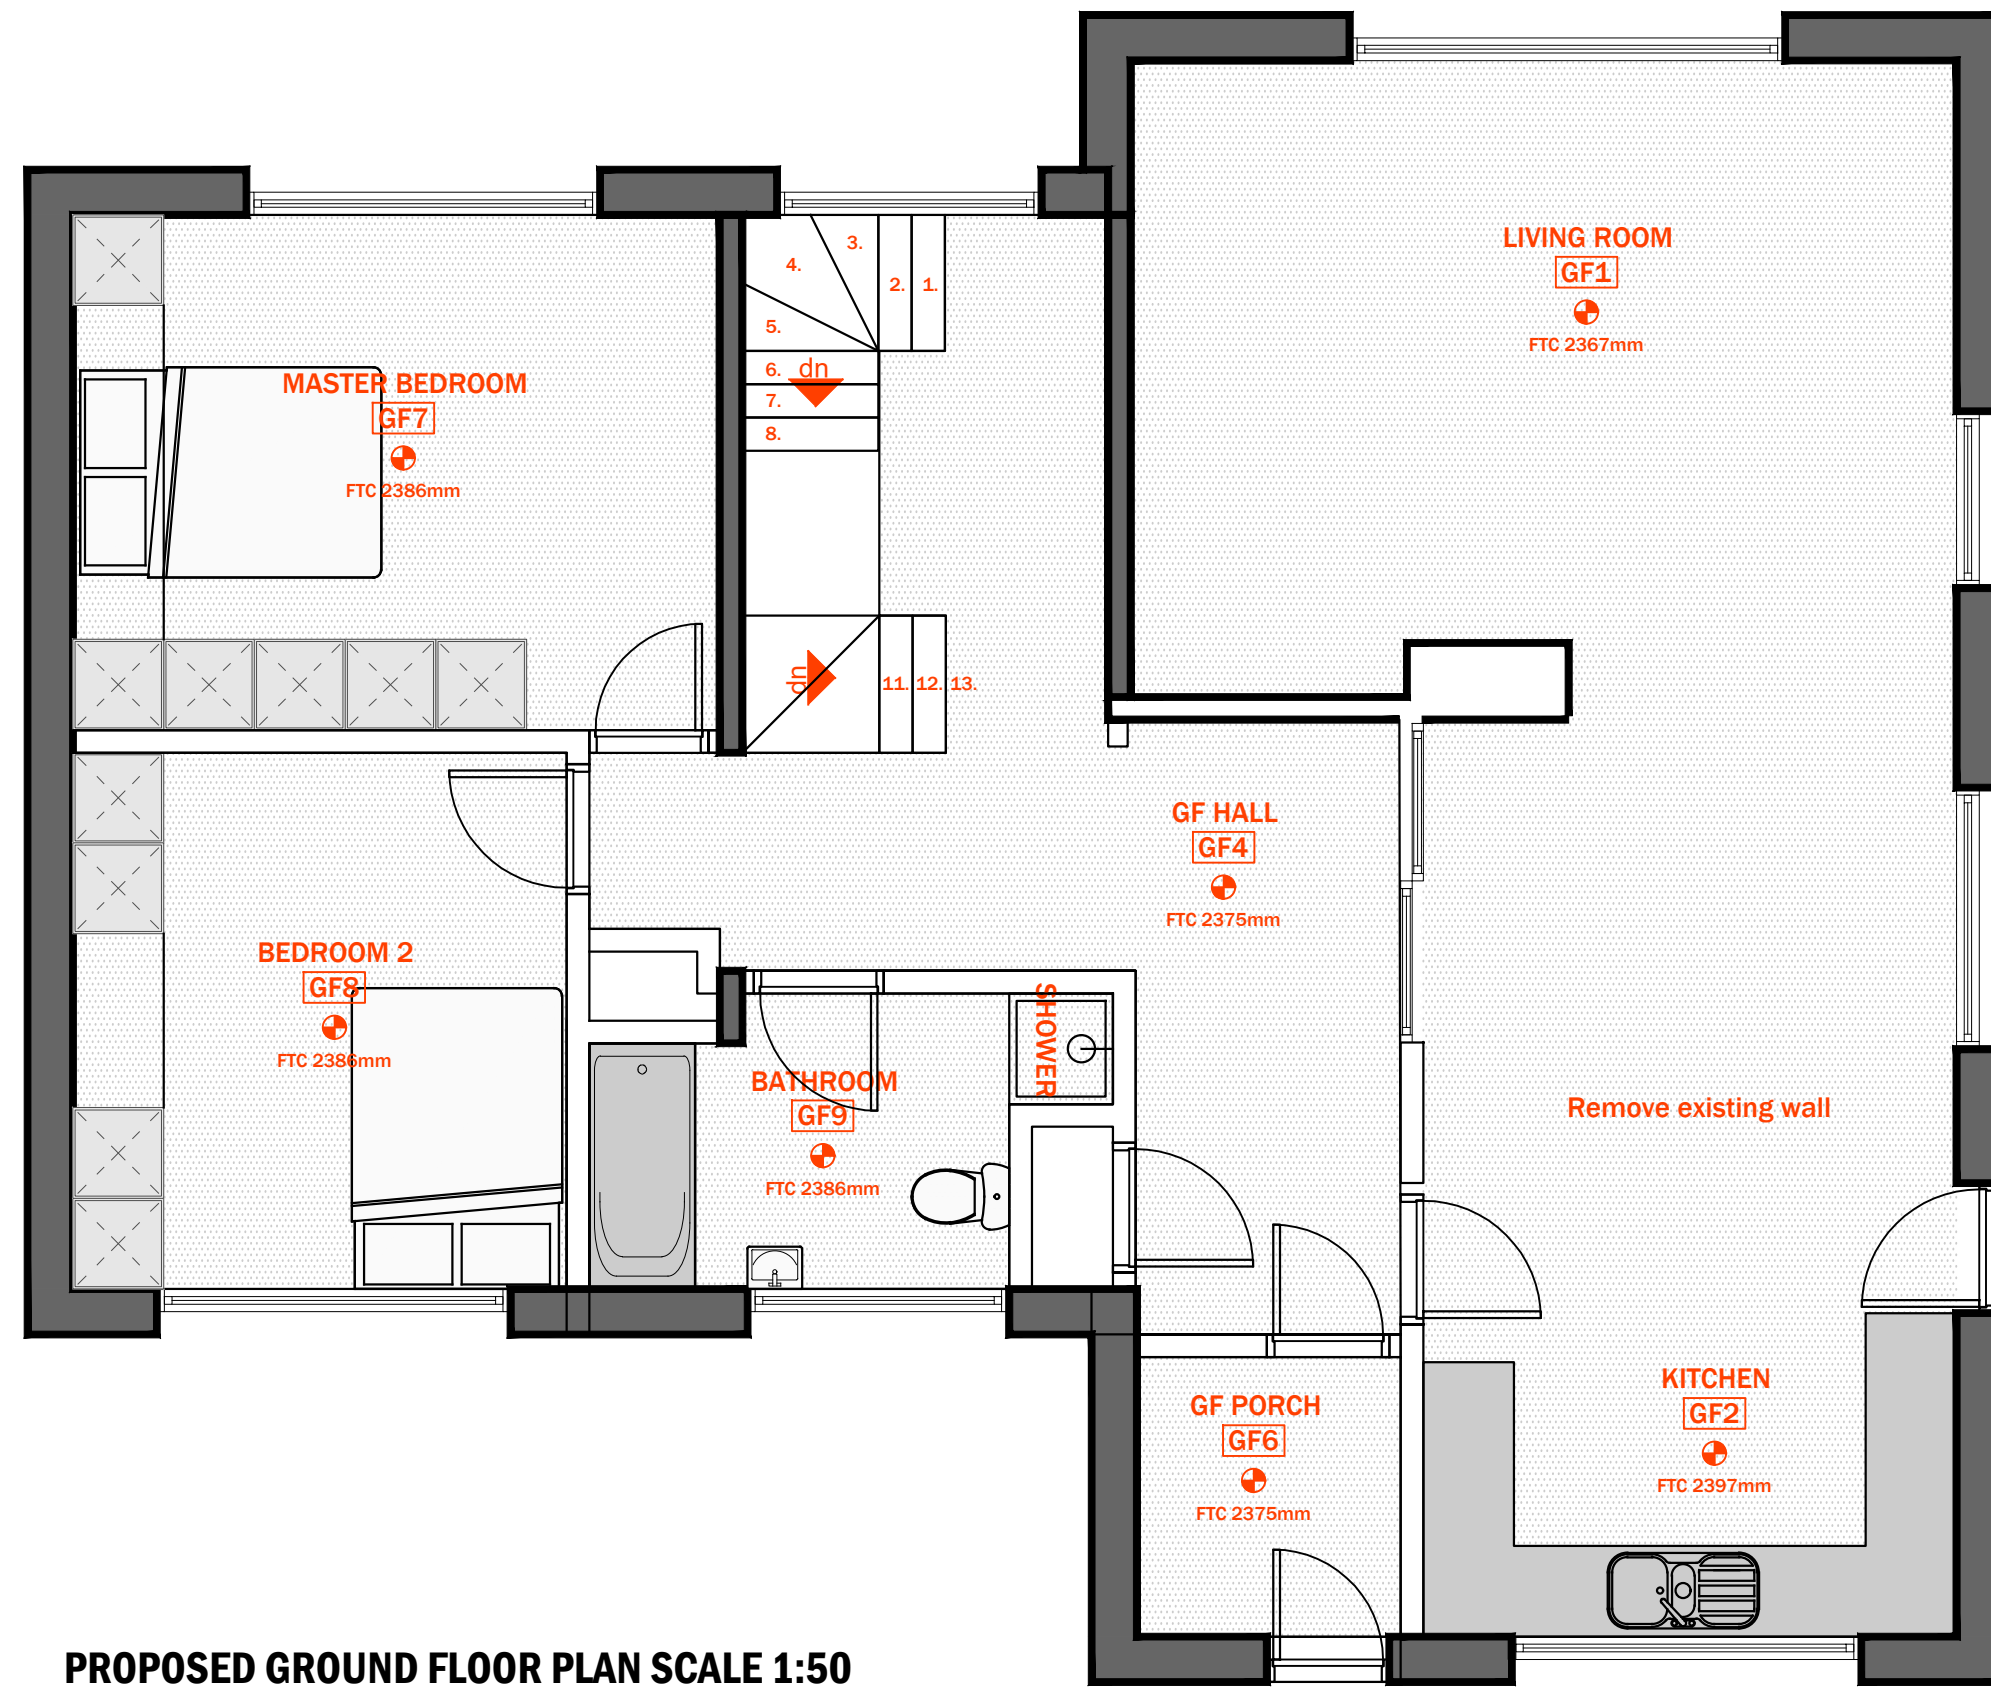 LIVING ROOM
GF1
FTC 2367mm
3.
4.
2.
1.
5.
6.
dn
7.
8.
MASTER BEDROOM
GF7
FTC 2386mm
dn
11.
12.
13.
GF HALL
GF4
FTC 2375mm
BEDROOM 2
GF8
FTC 2386mm
SHOWER
BATHROOM
GF9
FTC 2386mm
Remove existing wall
KITCHEN
GF2
FTC 2397mm
GF PORCH
GF6
FTC 2375mm
PROPOSED GROUND FLOOR PLAN SCALE 1:50